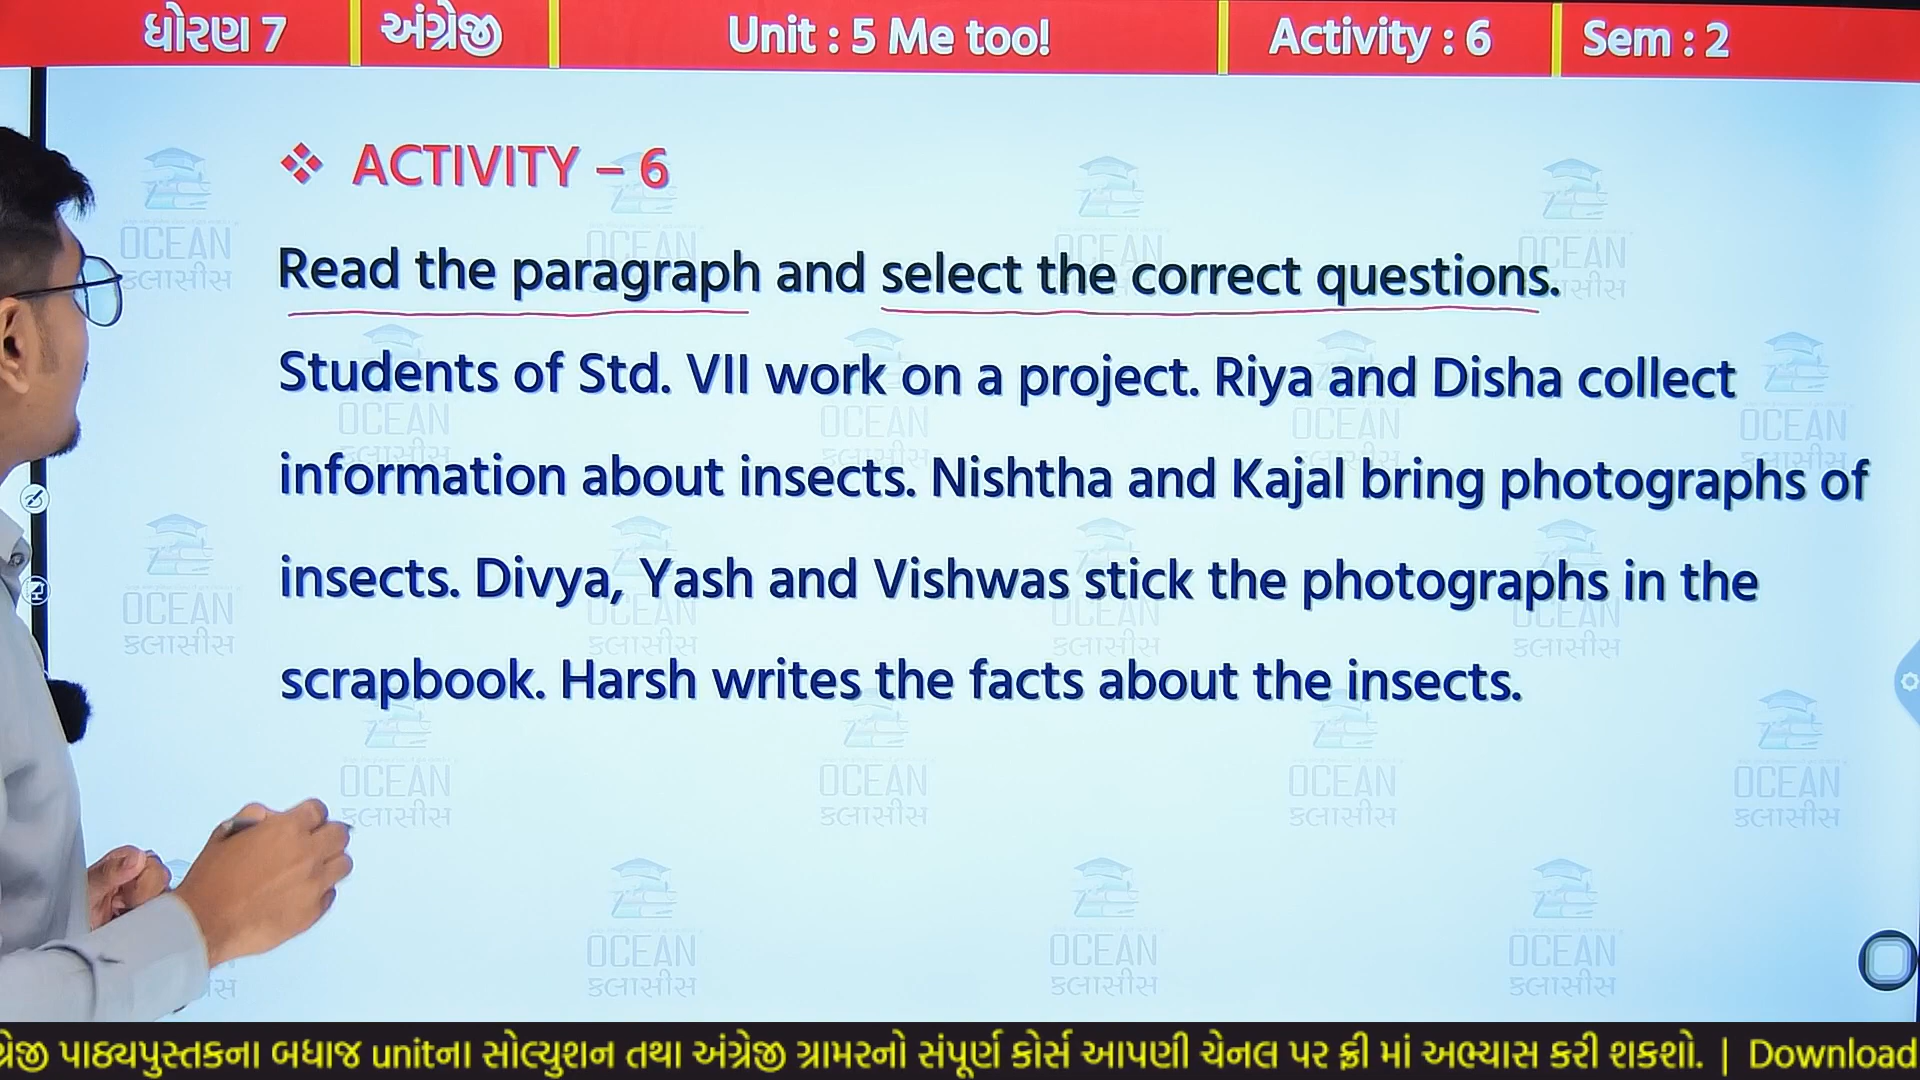 ધોરણ 7 અંગ્રેજી Unit : 5 Me too! Activity : 6 Sem : 2
❖ ACTIVITY – 6
Read the paragraph and select the correct questions.
Students of Std. VII work on a project. Riya and Disha collect
information about insects. Nishtha and Kajal bring photographs of
insects. Divya, Yash and Vishwas stick the photographs in the
scrapbook. Harsh writes the facts about the insects.
OCEAN
ક્લાસીસ
પાઠ્યપુસ્તકના બધાજ unitના સોલ્યુશન તથા અંગ્રેજી ગ્રામરનો સંપૂર્ણ કોર્સ આપણી ચેનલ પર ફ્રી માં અભ્યાસ કરી શકશો. | Download